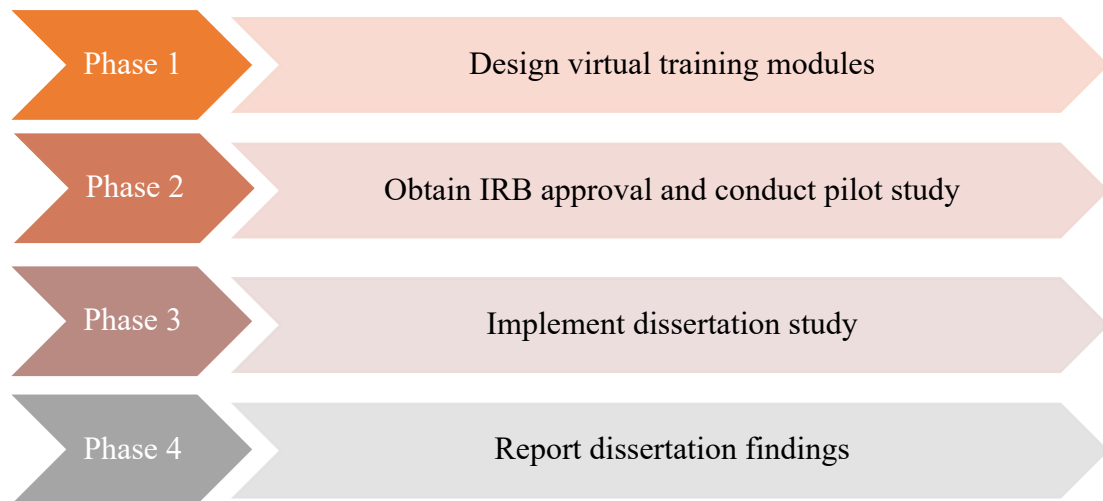 Phase 1
Design virtual training modules
Phase 2
Obtain IRB approval and conduct pilot study
Phase 3
Implement dissertation study
Phase 4
Report dissertation findings